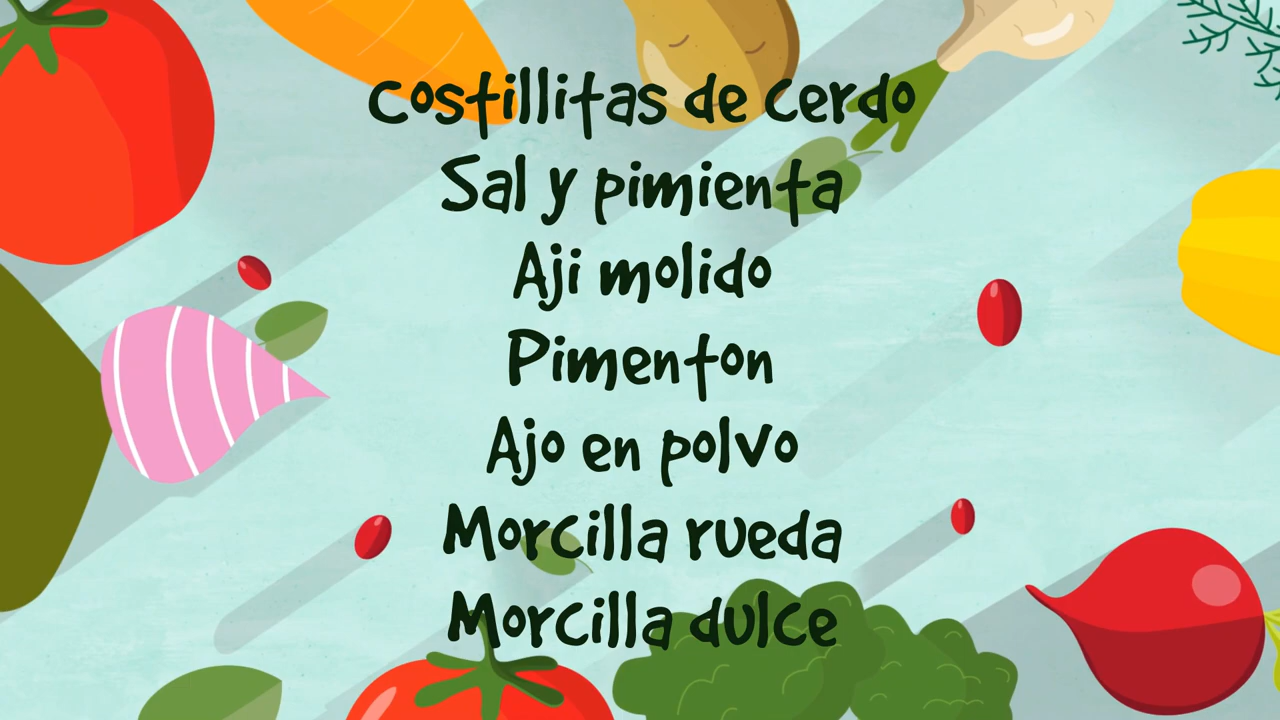 Costillitas de cerdo
Sal y pimienta
Aji molido
Pimenton
Ajo en polvo
Morcilla rueda
Morcilla dulce